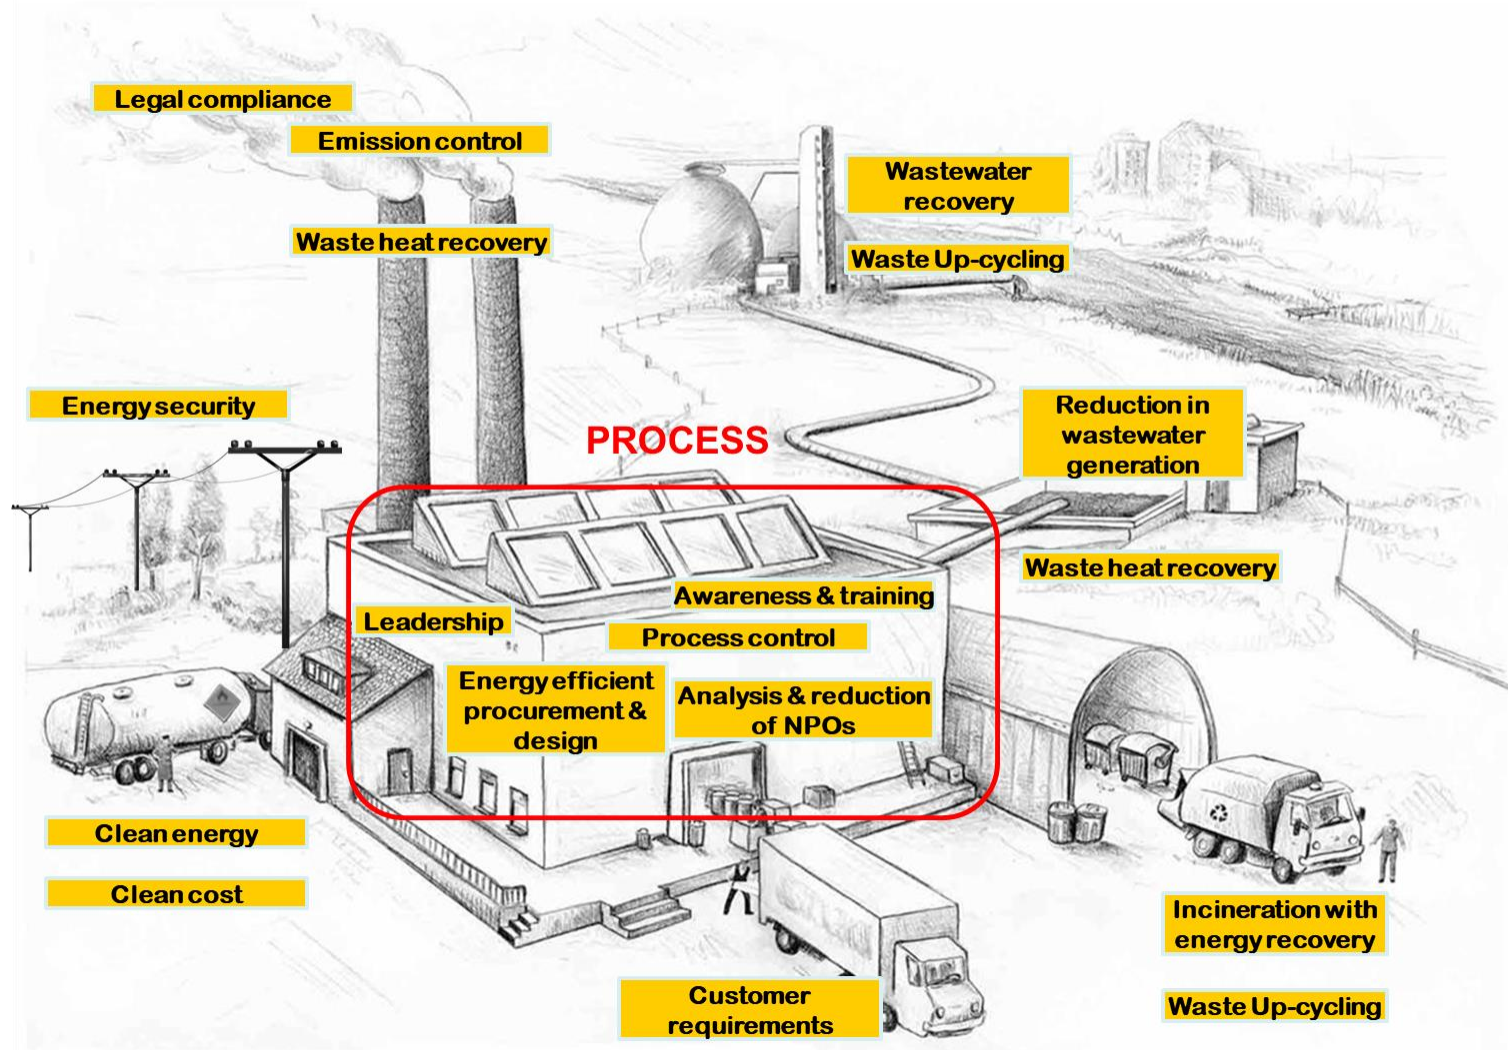 Legal compliance
Emission control
Waste heat recovery
Wastewater
recovery
Waste Up-cycling
Energy security
PROCESS
Reduction in
wastewater
generation
Waste heat recovery
Awareness & training
Leadership
Process control
Energy efficient
procurement &
design
Analysis & reduction
of NPOs
Clean energy
Clean cost
Incineration with
energy recovery
Waste Up-cycling
Customer
requirements